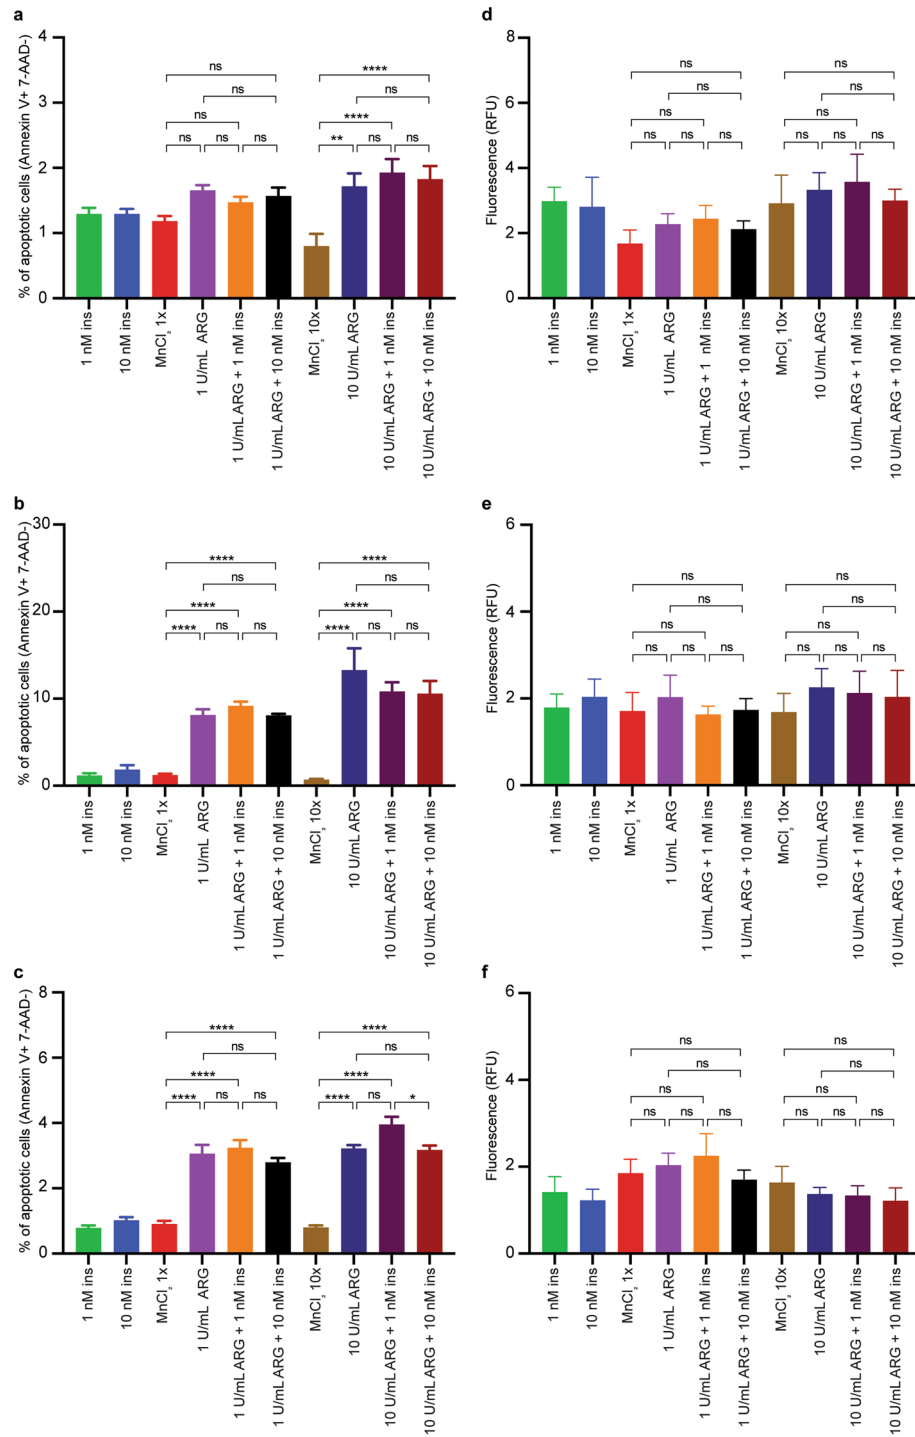 a
% of apoptotic cells (Annexin V+ 7-AAD-)
4
3
2
1
0
ns
****
ns
ns
ns
****
ns
ns
ns
**
ns
ns
1 nM ins
10 nM ins
MnCl₂ 1x
1 U/mL ARG
1 U/mL ARG + 1 nM ins
1 U/mL ARG + 10 nM ins
MnCl₂ 10x
10 U/mL ARG
10 U/mL ARG + 1 nM ins
10 U/mL ARG + 10 nM ins
d
Fluorescence (RFU)
8
6
4
2
0
ns
ns
ns
ns
ns
ns
ns
ns
ns
ns
ns
ns
1 nM ins
10 nM ins
MnCl₂ 1x
1 U/mL ARG
1 U/mL ARG + 1 nM ins
1 U/mL ARG + 10 nM ins
MnCl₂ 10x
10 U/mL ARG
10 U/mL ARG + 1 nM ins
10 U/mL ARG + 10 nM ins
b
% of apoptotic cells (Annexin V+ 7-AAD-)
30
20
10
0
****
****
ns
ns
****
****
****
ns
ns
****
ns
ns
1 nM ins
10 nM ins
MnCl₂ 1x
1 U/mL ARG
1 U/mL ARG + 1 nM ins
1 U/mL ARG + 10 nM ins
MnCl₂ 10x
10 U/mL ARG
10 U/mL ARG + 1 nM ins
10 U/mL ARG + 10 nM ins
e
Fluorescence (RFU)
6
4
2
0
ns
ns
ns
ns
ns
ns
ns
ns
ns
ns
ns
ns
1 nM ins
10 nM ins
MnCl₂ 1x
1 U/mL ARG
1 U/mL ARG + 1 nM ins
1 U/mL ARG + 10 nM ins
MnCl₂ 10x
10 U/mL ARG
10 U/mL ARG + 1 nM ins
10 U/mL ARG + 10 nM ins
c
% of apoptotic cells (Annexin V+ 7-AAD-)
8
6
4
2
0
****
****
ns
ns
****
****
****
ns
ns
****
ns
*
1 nM ins
10 nM ins
MnCl₂ 1x
1 U/mL ARG
1 U/mL ARG + 1 nM ins
1 U/mL ARG + 10 nM ins
MnCl₂ 10x
10 U/mL ARG
10 U/mL ARG + 1 nM ins
10 U/mL ARG + 10 nM ins
f
Fluorescence (RFU)
6
4
2
0
ns
ns
ns
ns
ns
ns
ns
ns
ns
ns
ns
ns
1 nM ins
10 nM ins
MnCl₂ 1x
1 U/mL ARG
1 U/mL ARG + 1 nM ins
1 U/mL ARG + 10 nM ins
MnCl₂ 10x
10 U/mL ARG
10 U/mL ARG + 1 nM ins
10 U/mL ARG + 10 nM ins